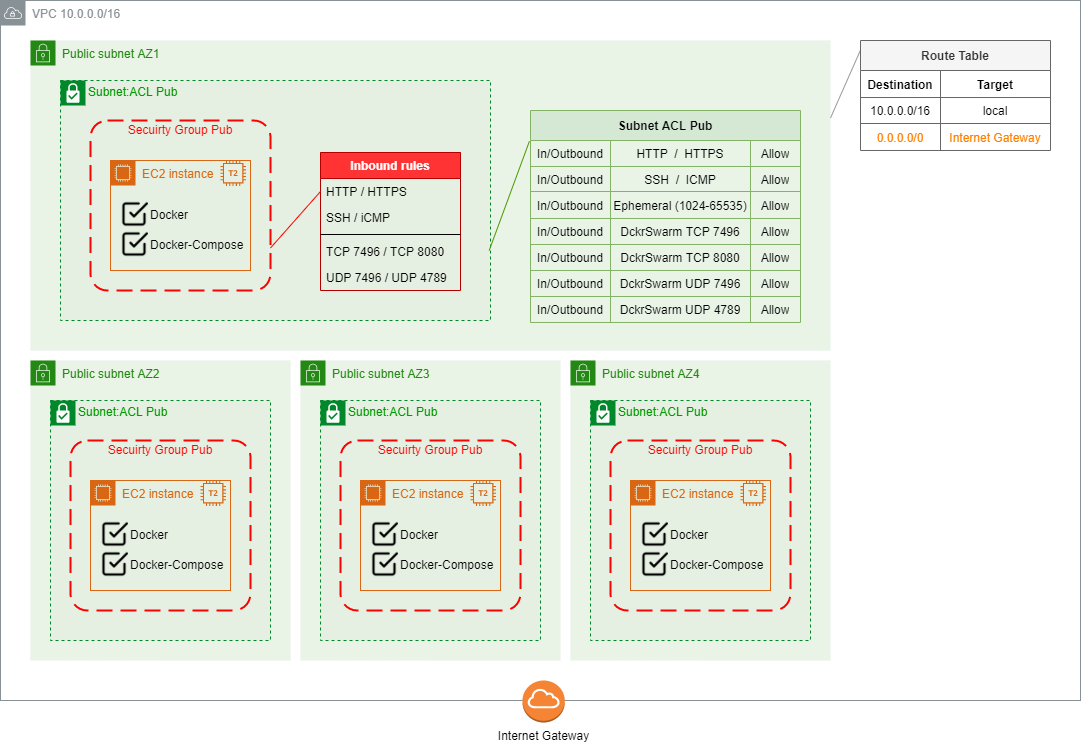 VPC 10.0.0.0/16
Public subnet AZ1
Subnet:ACL Pub
Secuirty Group Pub
EC2 instance
T2
Docker
Docker-Compose
Inbound rules
HTTP / HTTPS
SSH / iCMP
TCP 7496 / TCP 8080
UDP 7496 / UDP 4789
Subnet ACL Pub
In/Outbound HTTP / HTTPS Allow
In/Outbound SSH / ICMP Allow
In/Outbound Ephemeral (1024-65535) Allow
In/Outbound DckrSwarm TCP 7496 Allow
In/Outbound DckrSwarm TCP 8080 Allow
In/Outbound DckrSwarm UDP 7496 Allow
In/Outbound DckrSwarm UDP 4789 Allow
Route Table
Destination Target
10.0.0.0/16 local
0.0.0.0/0 Internet Gateway
Public subnet AZ2
Subnet:ACL Pub
Secuirty Group Pub
EC2 instance
T2
Docker
Docker-Compose
Public subnet AZ3
Subnet:ACL Pub
Secuirty Group Pub
EC2 instance
T2
Docker
Docker-Compose
Public subnet AZ4
Subnet:ACL Pub
Secuirty Group Pub
EC2 instance
T2
Docker
Docker-Compose
Internet Gateway